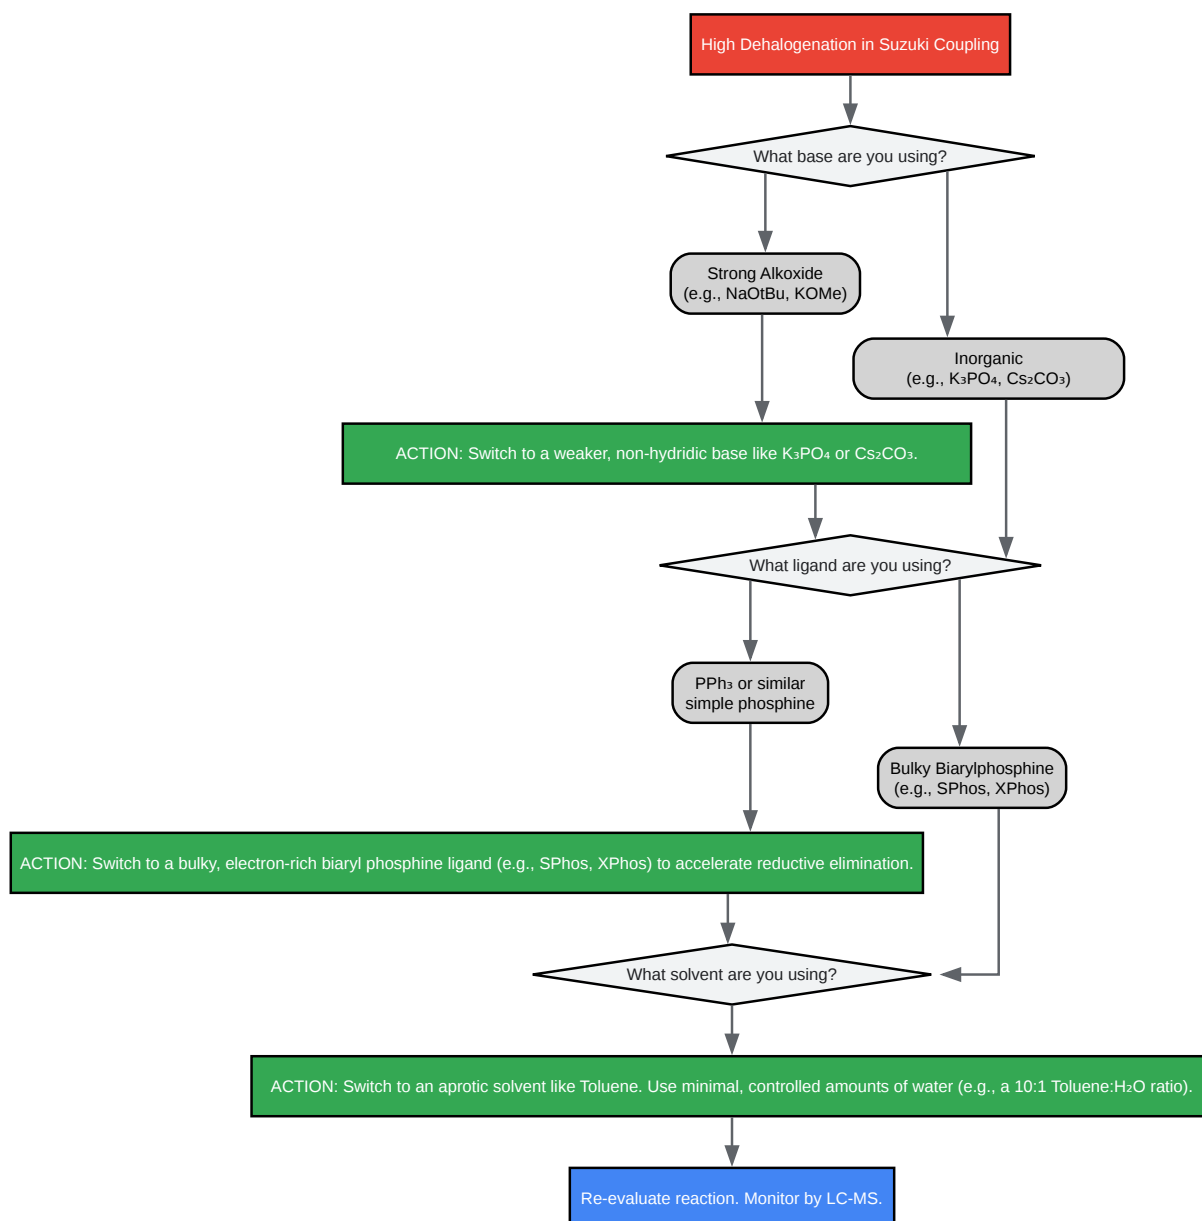 High Dehalogenation in Suzuki Coupling
What base are you using?
Strong Alkoxide
(e.g., NaOtBu, KOMe)
Inorganic
(e.g., K₃PO₄, Cs₂CO₃)
ACTION: Switch to a weaker, non-hydridic base like K₃PO₄ or Cs₂CO₃.
What ligand are you using?
PPh₃ or similar
simple phosphine
Bulky Biarylphosphine
(e.g., SPhos, XPhos)
ACTION: Switch to a bulky, electron-rich biaryl phosphine ligand (e.g., SPhos, XPhos) to accelerate reductive elimination.
What solvent are you using?
ACTION: Switch to an aprotic solvent like Toluene. Use minimal, controlled amounts of water (e.g., a 10:1 Toluene:H₂O ratio).
Re-evaluate reaction. Monitor by LC-MS.